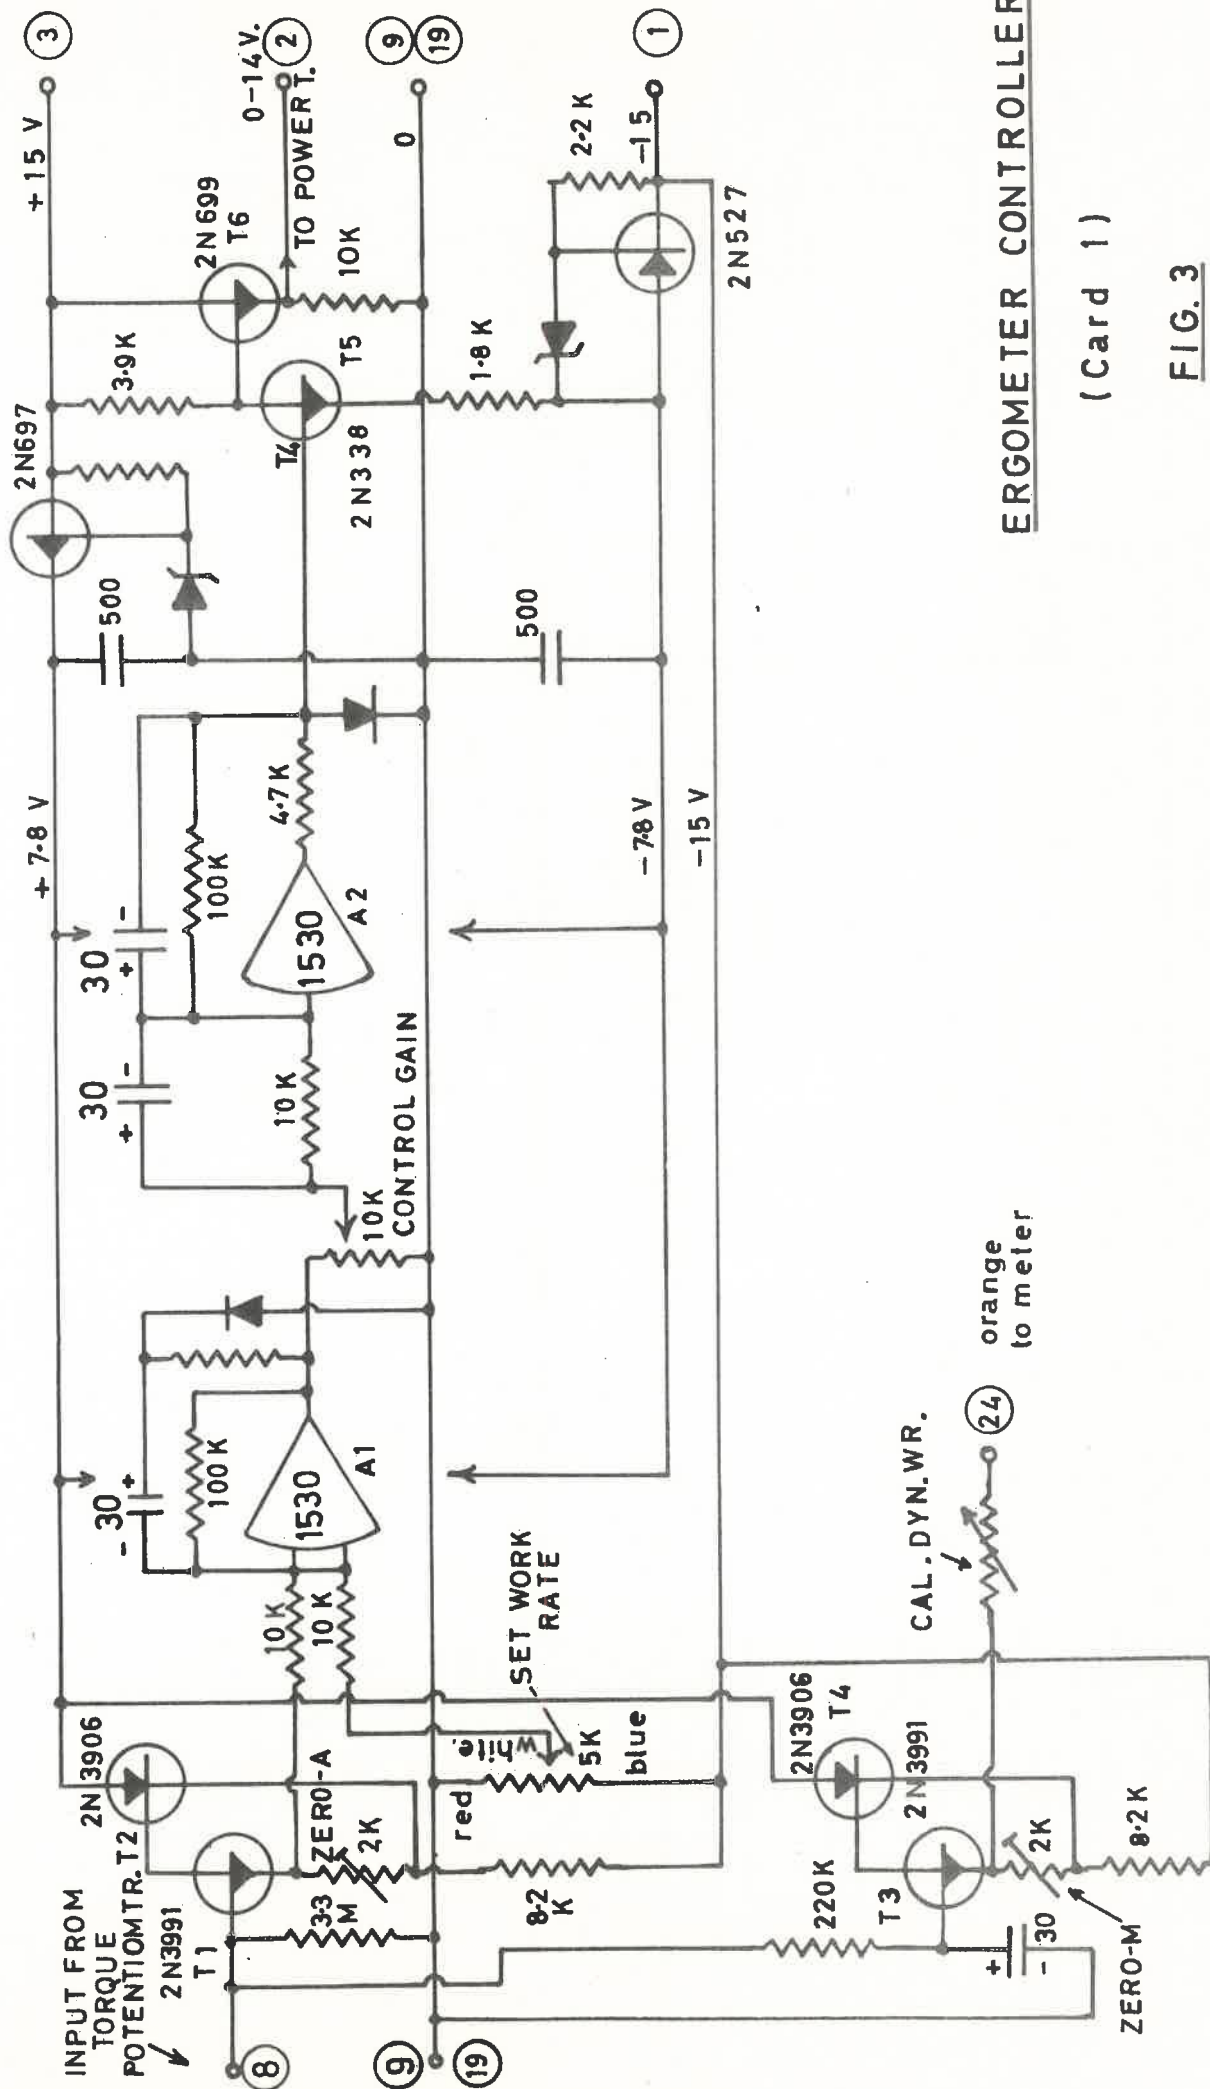 INPUT FROM
TORQUE
POTENTIOMTR.
2N3991
T1
8
9
19
2N3906
T2
3·3
M
ZERO-A
2K
8·2
K
red
white.
5K
blue
SET WORK
RATE
10K
10K
- 30 +
100K
1530
A1
10K
CONTROL GAIN
+ 7·8 V
30
+ -
30
+ -
10K
100K
1530
A2
4·7K
500
500
2N697
+15 V
3
3·9K
2N699
T6
0-14V.
2
TO POWER T.
10K
T4
T5
2N338
9
19
0
1·8K
2·2K
-15
1
2N527
-7·8 V
-15 V
220K
T3
+
-
30
ZERO-M
2N3906
T4
2N3991
2K
8·2K
CAL. DYN. WR.
24
orange
to meter
ERGOMETER CONTROLLER
(Card 1)
FIG. 3